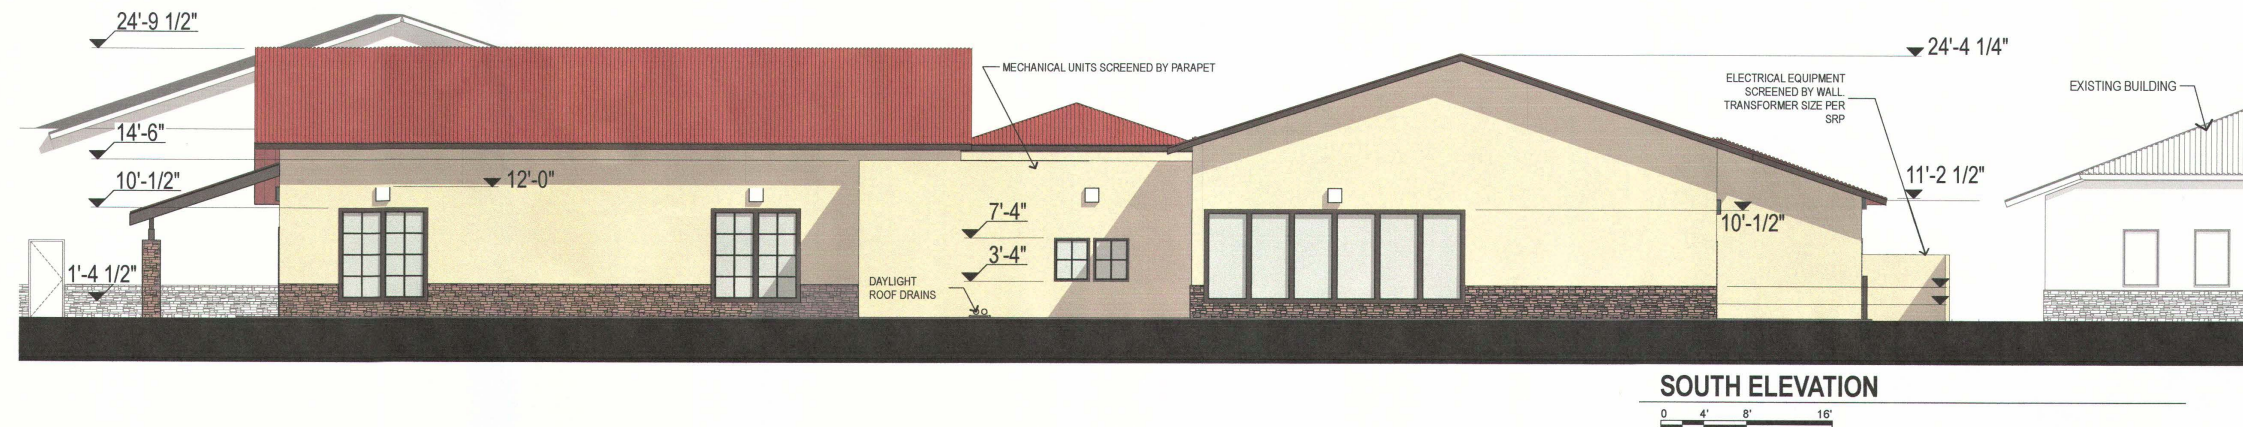 24'-9 1/2"
14'-6"
10'-1/2"
1'-4 1/2"
12'-0"
MECHANICAL UNITS SCREENED BY PARAPET
7'-4"
3'-4"
DAYLIGHT
ROOF DRAINS
24'-4 1/4"
ELECTRICAL EQUIPMENT
SCREENED BY WALL.
TRANSFORMER SIZE PER
SRP
EXISTING BUILDING
11'-2 1/2"
10'-1/2"
SOUTH ELEVATION
0 4' 8' 16'